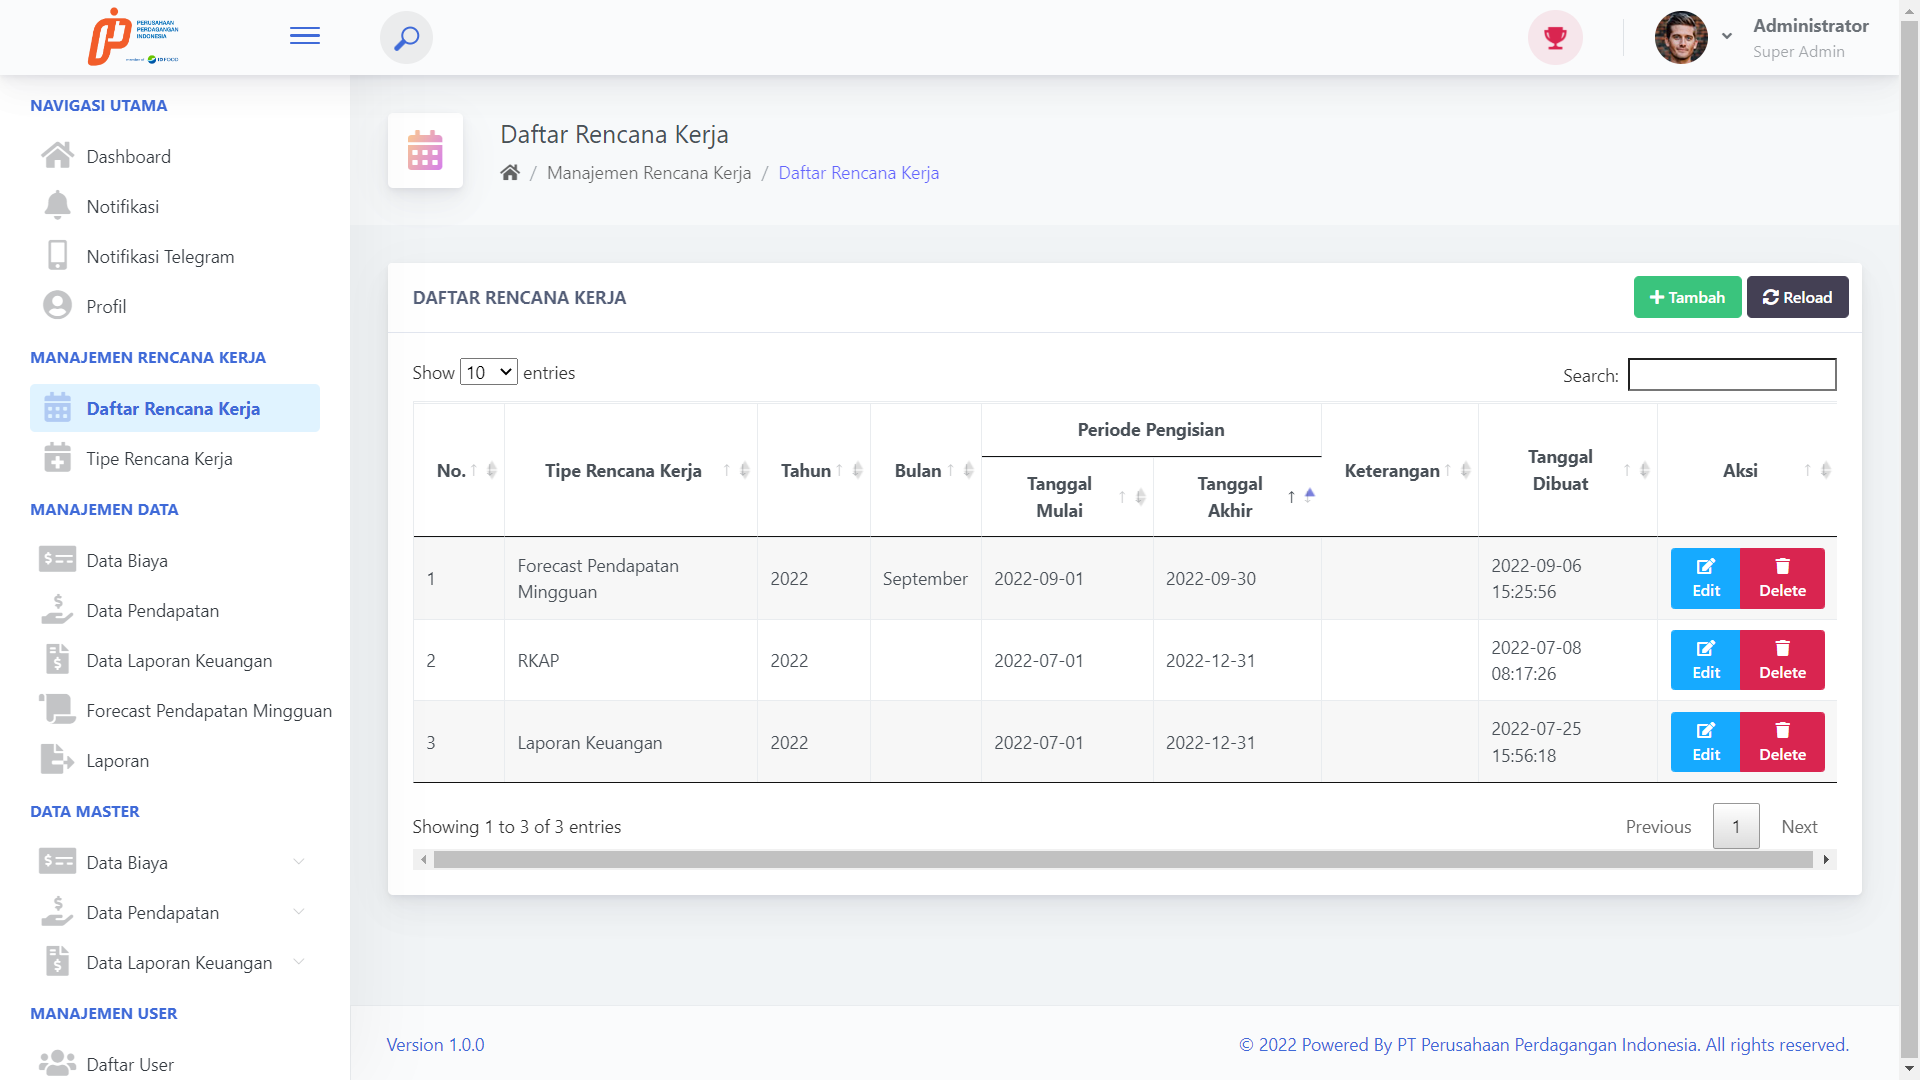 PERUSAHAAN
PERDAGANGAN
INDONESIA
Administrator
Super Admin
NAVIGASI UTAMA
Dashboard
Notifikasi
Notifikasi Telegram
Profil
MANAJEMEN RENCANA KERJA
Daftar Rencana Kerja
Tipe Rencana Kerja
MANAJEMEN DATA
Data Biaya
Data Pendapatan
Data Laporan Keuangan
Forecast Pendapatan Mingguan
Laporan
DATA MASTER
Data Biaya
Data Pendapatan
Data Laporan Keuangan
MANAJEMEN USER
Daftar User
Daftar Rencana Kerja
/ Manajemen Rencana Kerja / Daftar Rencana Kerja
DAFTAR RENCANA KERJA
Tambah Reload
Show 10 entries
Search:
Periode Pengisian
No. Tipe Rencana Kerja Tahun Bulan Tanggal Mulai Tanggal Akhir Keterangan Tanggal Dibuat Aksi
1 Forecast Pendapatan Mingguan 2022 September 2022-09-01 2022-09-30 2022-09-06 15:25:56 Edit Delete
2 RKAP 2022 2022-07-01 2022-12-31 2022-07-08 08:17:26 Edit Delete
3 Laporan Keuangan 2022 2022-07-01 2022-12-31 2022-07-25 15:56:18 Edit Delete
Showing 1 to 3 of 3 entries
Previous 1 Next
Version 1.0.0
© 2022 Powered By PT Perusahaan Perdagangan Indonesia. All rights reserved.